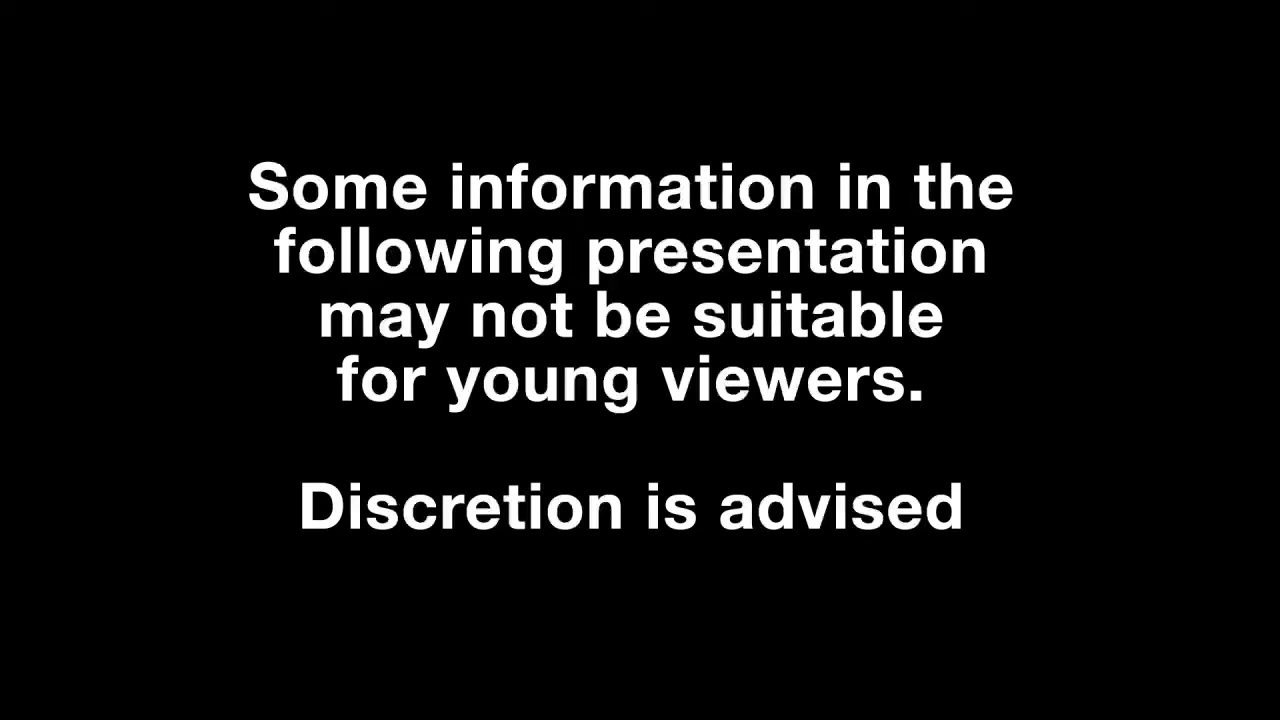 Some information in the
following presentation
may not be suitable
for young viewers.
Discretion is advised